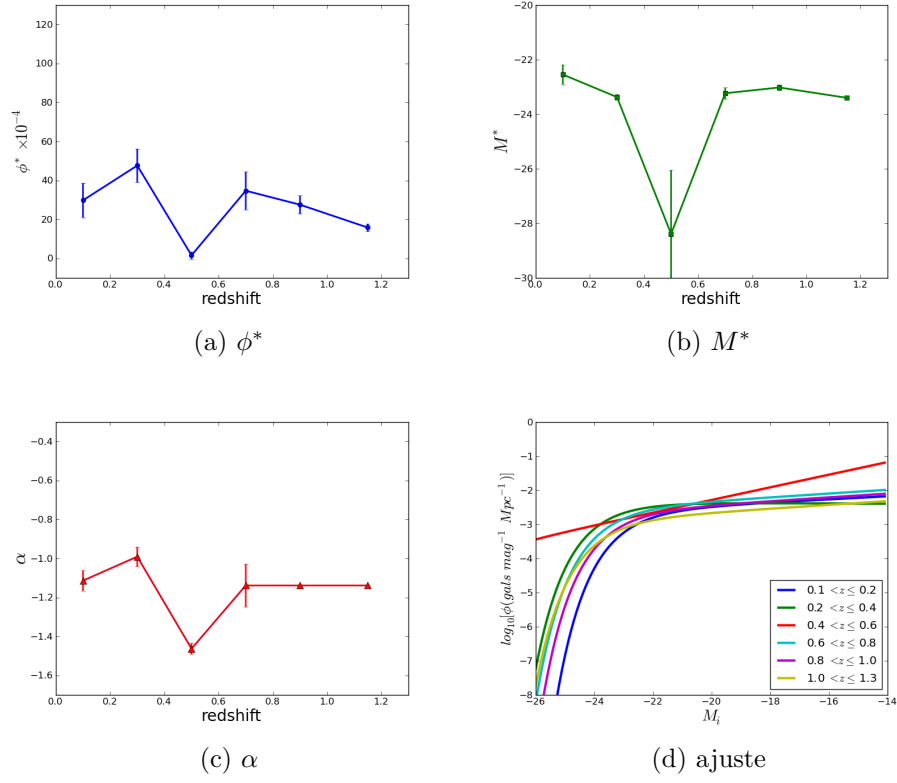 120
100
80
60
40
20
0
ϕ* ×10⁻⁴
0.0 0.2 0.4 0.6 0.8 1.0 1.2
redshift
(a) ϕ*
−20
−22
−24
−26
−28
−30
M*
0.0 0.2 0.4 0.6 0.8 1.0 1.2
redshift
(b) M*
−0.4
−0.6
−0.8
−1.0
−1.2
−1.4
−1.6
α
0.0 0.2 0.4 0.6 0.8 1.0 1.2
redshift
(c) α
0
−1
−2
−3
−4
−5
−6
−7
−8
log₁₀[ϕ(gals mag⁻¹ Mpc⁻¹)]
0.1 <z≤ 0.2
0.2 <z≤ 0.4
0.4 <z≤ 0.6
0.6 <z≤ 0.8
0.8 <z≤ 1.0
1.0 <z≤ 1.3
−26 −24 −22 −20 −18 −16 −14
Mᵢ
(d) ajuste